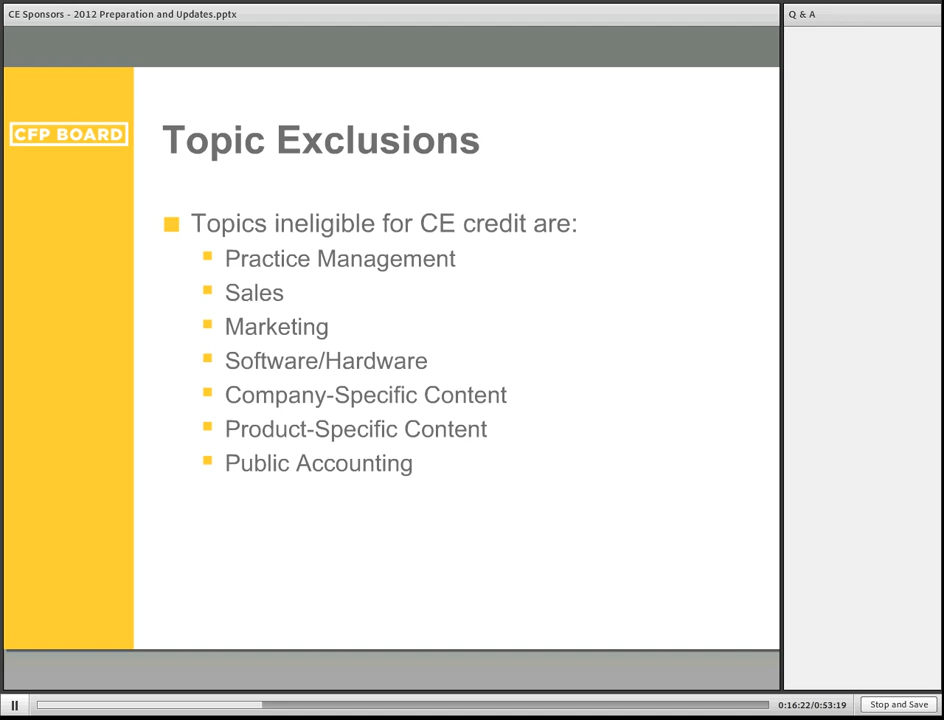 CE Sponsors - 2012 Preparation and Updates.pptx
Q & A
CFP BOARD
Topic Exclusions
Topics ineligible for CE credit are:
Practice Management
Sales
Marketing
Software/Hardware
Company-Specific Content
Product-Specific Content
Public Accounting
0:16:22/0:53:19
Stop and Save